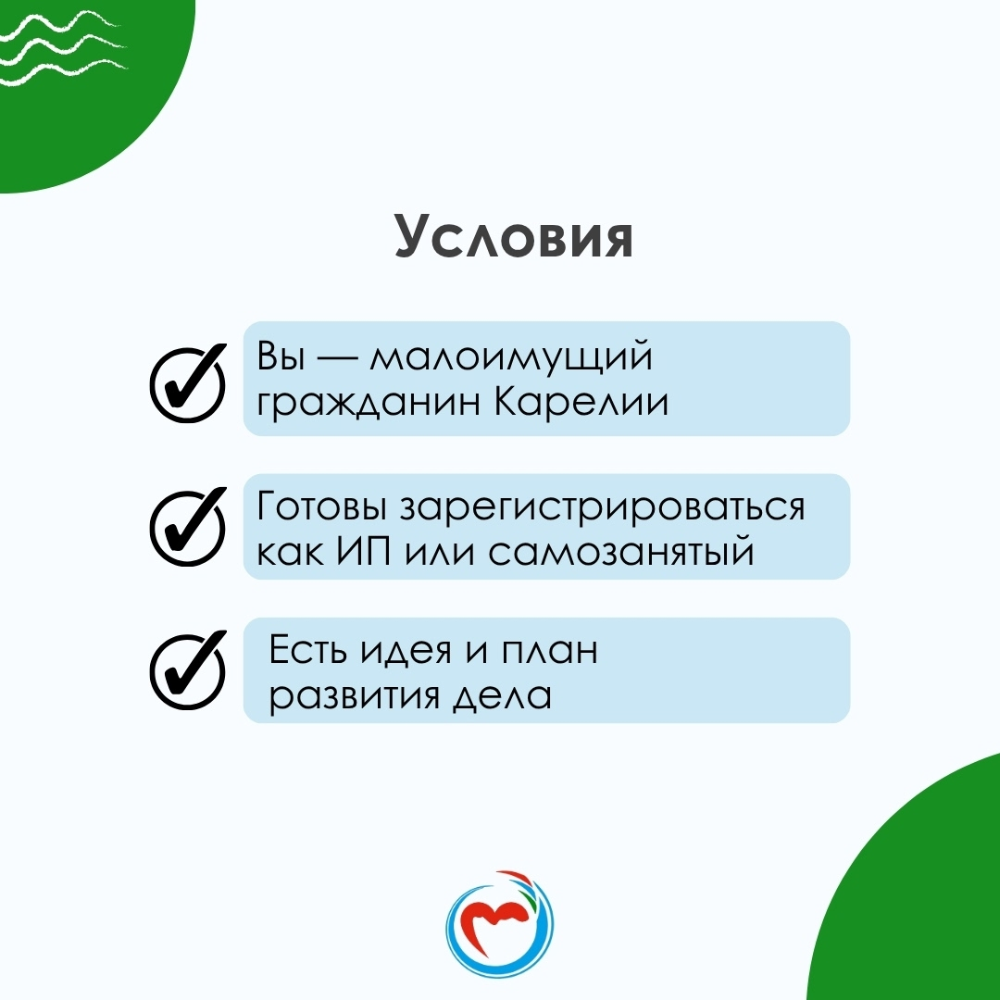 Условия
Вы — малоимущий
гражданин Карелии
Готовы зарегистрироваться
как ИП или самозанятый
Есть идея и план
развития дела